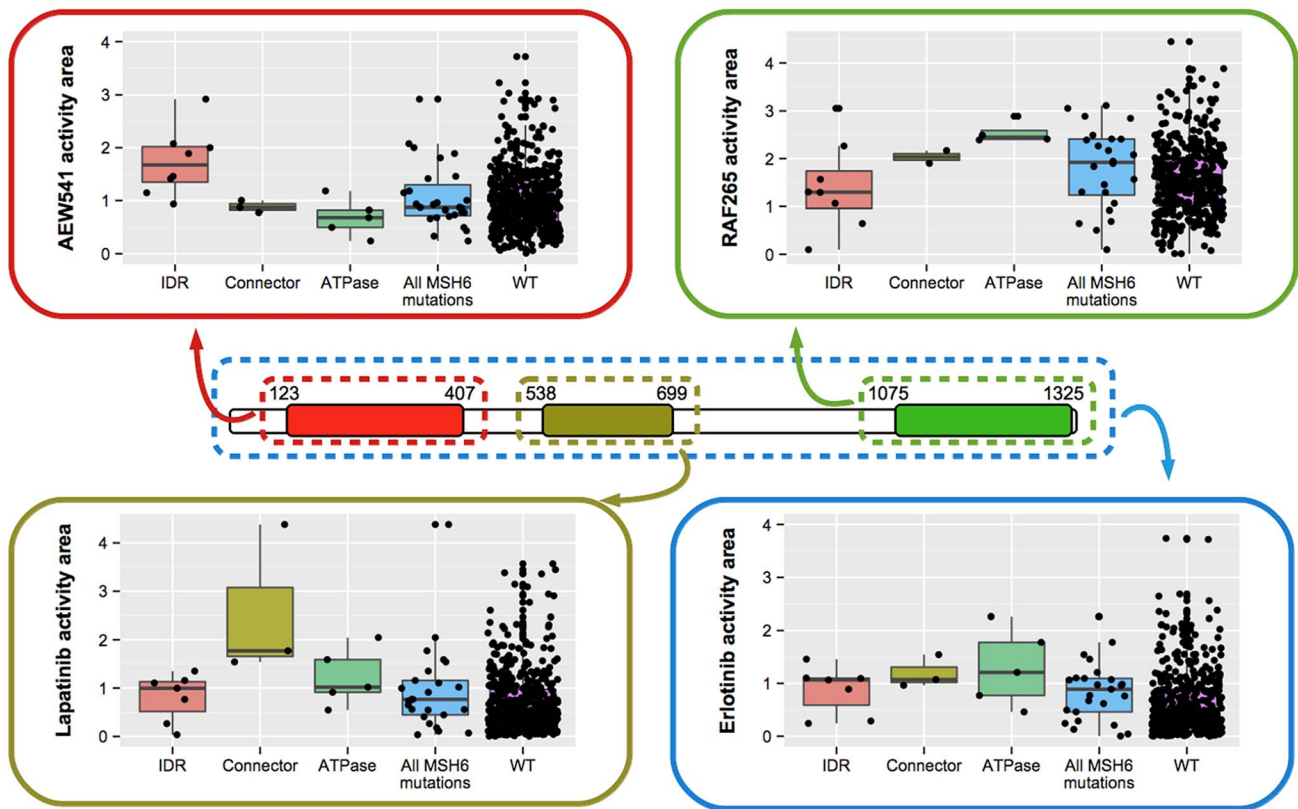 AEW541 activity area
4
3
2
1
0
IDR
Connector
ATPase
All MSH6
mutations
WT
RAF265 activity area
4
3
2
1
0
IDR
Connector
ATPase
All MSH6
mutations
WT
123
407
538
699
1075
1325
Lapatinib activity area
4
3
2
1
0
IDR
Connector
ATPase
All MSH6
mutations
WT
Erlotinib activity area
4
3
2
1
0
IDR
Connector
ATPase
All MSH6
mutations
WT